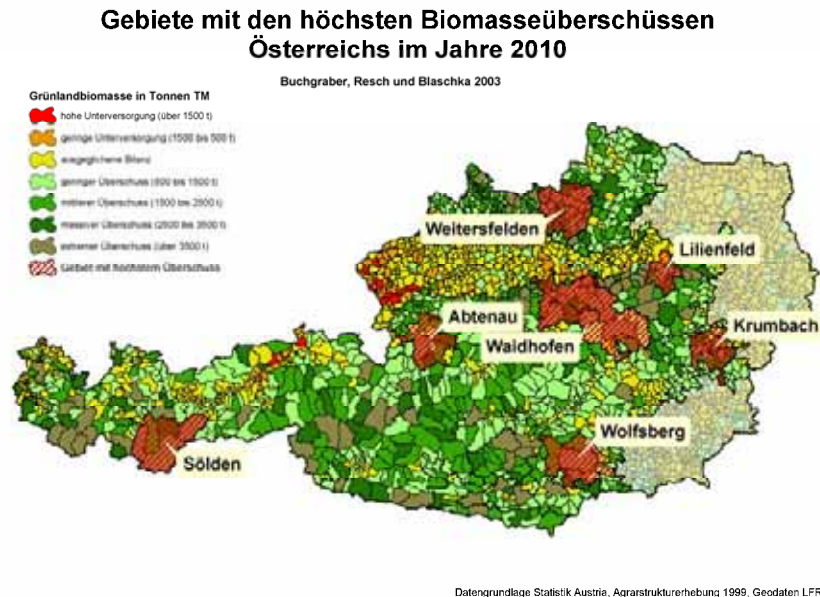 Gebiete mit den höchsten Biomasseüberschüssen
Österreichs im Jahre 2010
Buchgraber, Resch und Blaschka 2003
Grünlandbiomasse in Tonnen TM
hohe Unterversorgung (über 1500 t)
geringe Unterversorgung (1500 bis 500 t)
ausgeglichene Bilanz
geringer Überschuss (500 bis 1500 t)
mittlerer Überschuss (1500 bis 2500 t)
massiver Überschuss (2500 bis 3500 t)
extremer Überschuss (über 3500 t)
Gebiet mit höchstem Überschuss
Weitersfelden
Lilienfeld
Abtenau
Krumbach
Waidhofen
Wolfsberg
Sölden
Datengrundlage Statistik Austria, Agrarstrukturerhebung 1999, Geodaten LFR